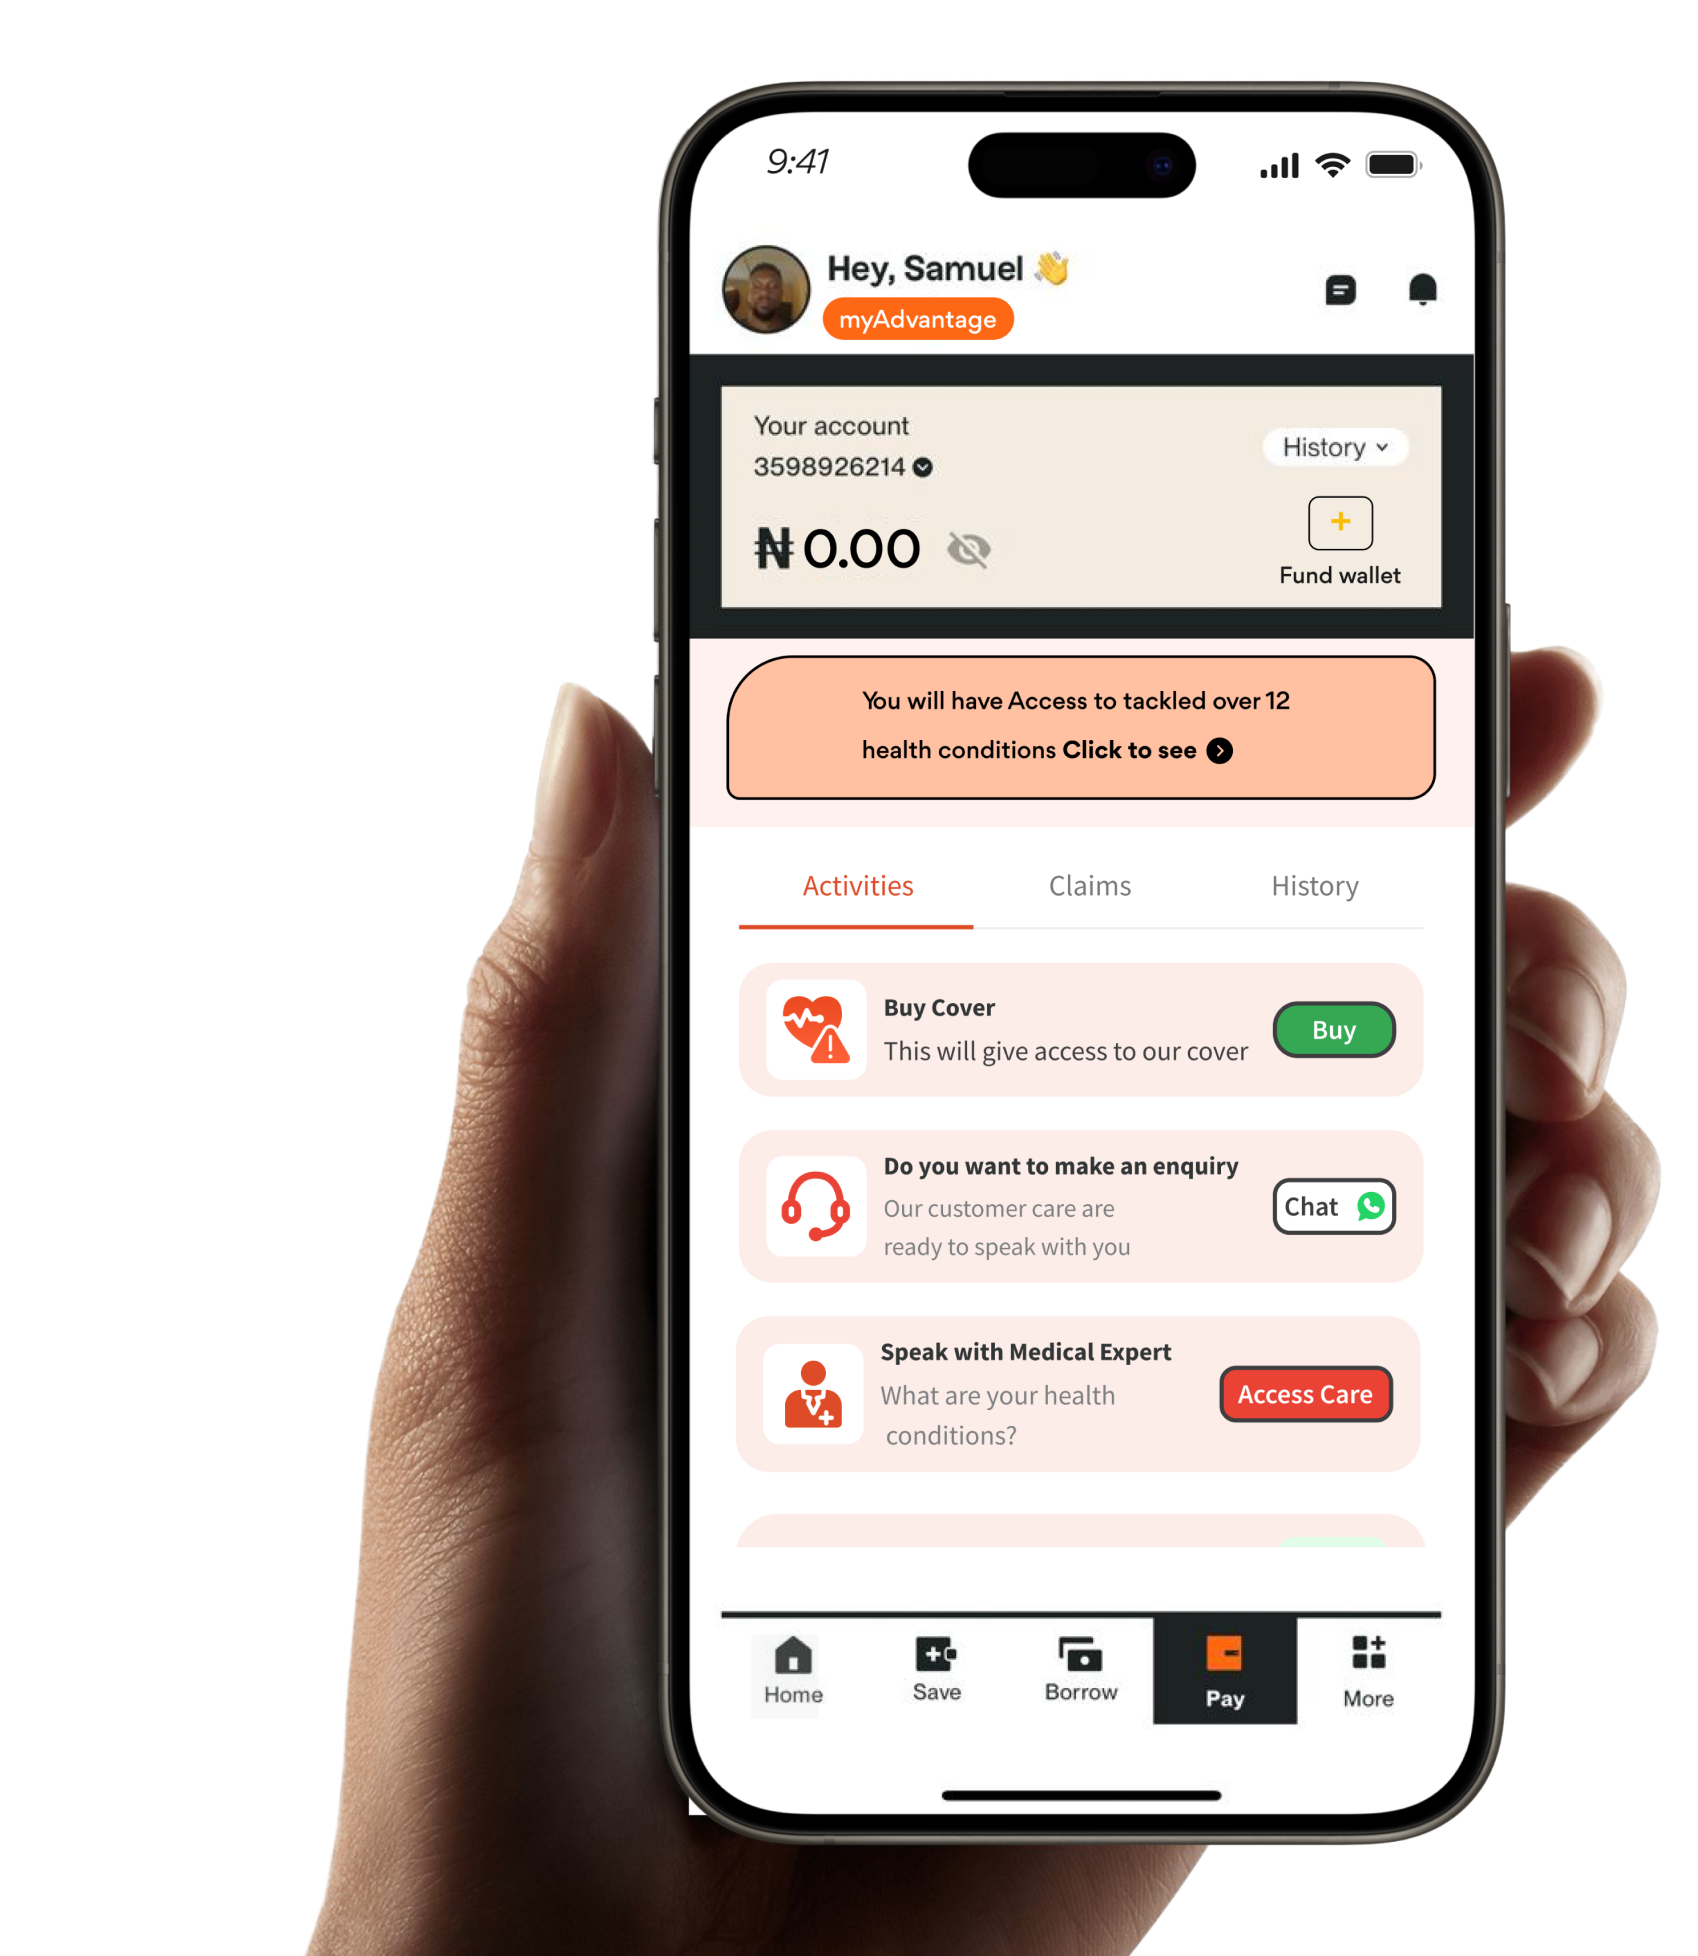 9:41
Hey, Samuel 👋
myAdvantage
Your account
3598926214
History
₦0.00
Fund wallet
You will have Access to tackled over 12
health conditions Click to see
Activities
Claims
History
Buy Cover
This will give access to our cover
Buy
Do you want to make an enquiry
Our customer care are
ready to speak with you
Chat
Speak with Medical Expert
What are your health
conditions?
Access Care
Home
Save
Borrow
Pay
More